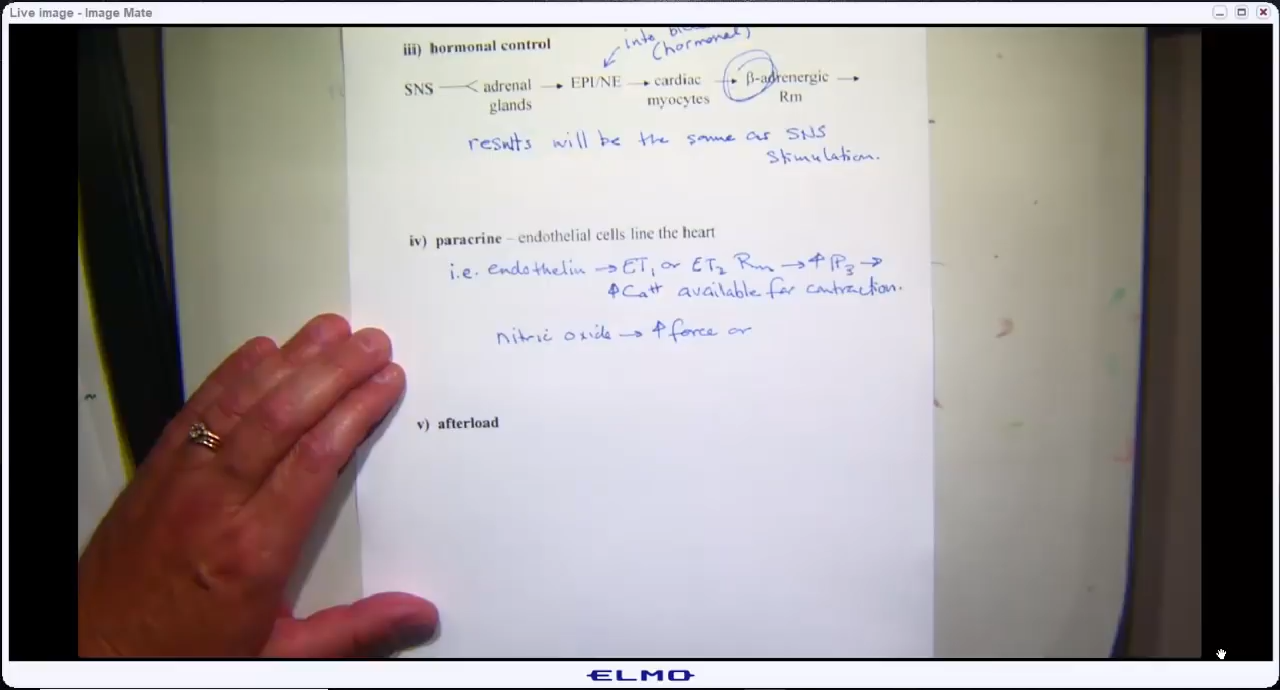 Live image - Image Mate
into
iii) hormonal control
(hormonal)
SNS adrenal → EPI/NE → cardiac → β-adrenergic →
glands myocytes Rm
results will be the same as SNS
stimulation.
iv) paracrine – endothelial cells line the heart
i.e. endothelin → ET1 or ET2 Rm → ↑ IP3 →
↑ Ca++ available for contraction.
nitric oxide → ↑ force or
v) afterload
ELMO